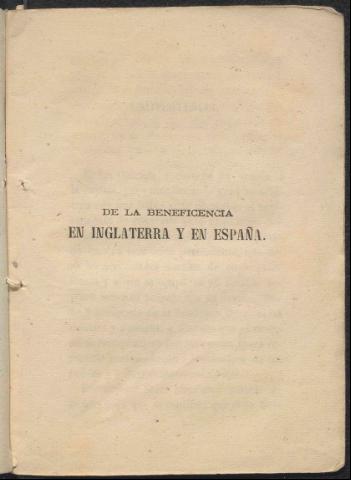 DE LA BENEFICENCIA
EN INGLATERRA Y EN ESPAÑA.